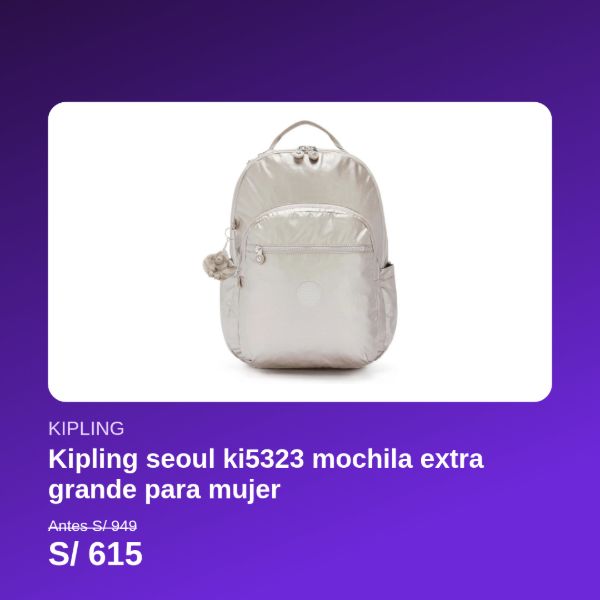 KIPLING
Kipling seoul ki5323 mochila extra
grande para mujer
Antes S/ 949
S/ 615